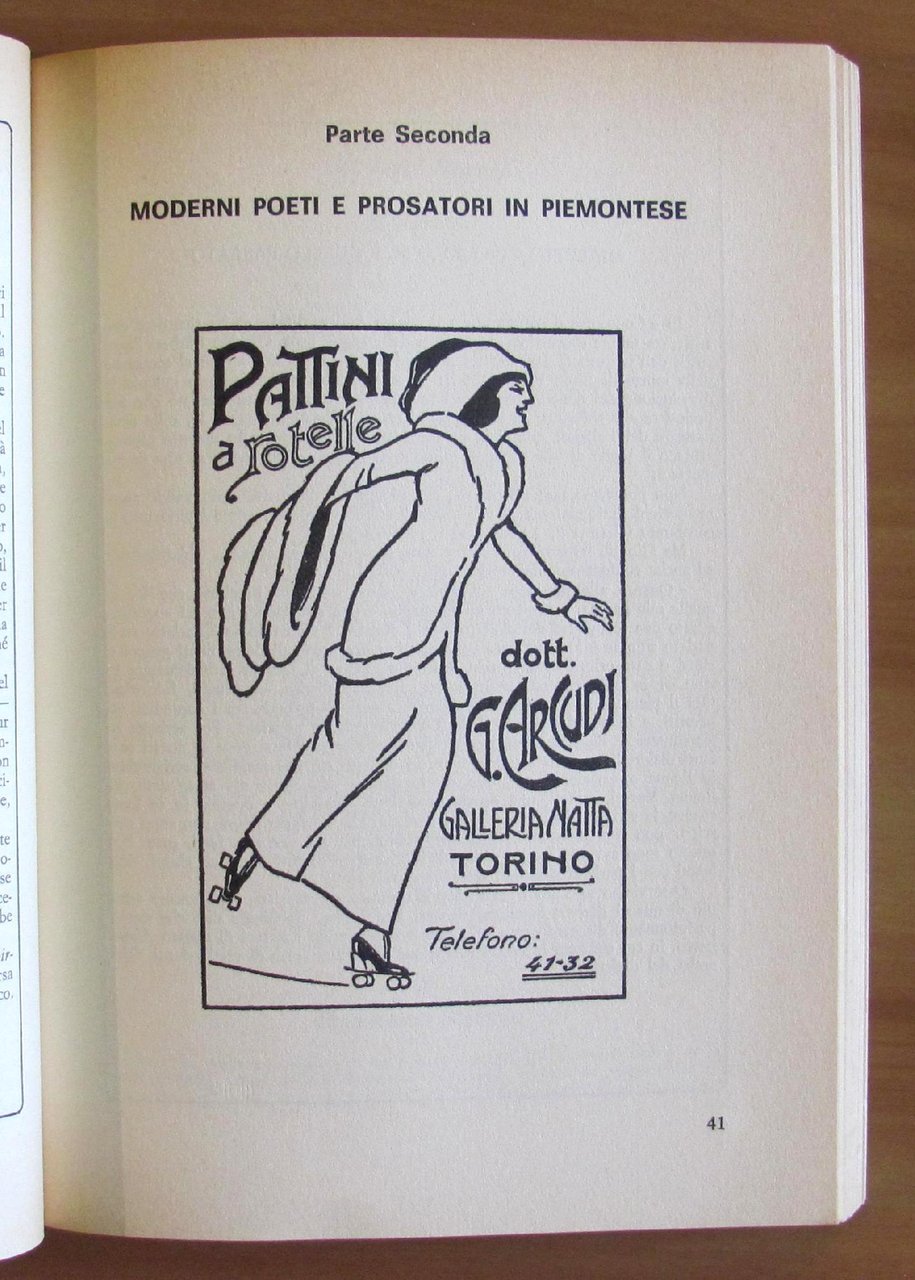 Parte Seconda
MODERNI POETI E PROSATORI IN PIEMONTESE
PATTINI
a rotelle
dott.
G. ARCUDI
GALLERIA NATTA
TORINO
Telefono:
41-32
41